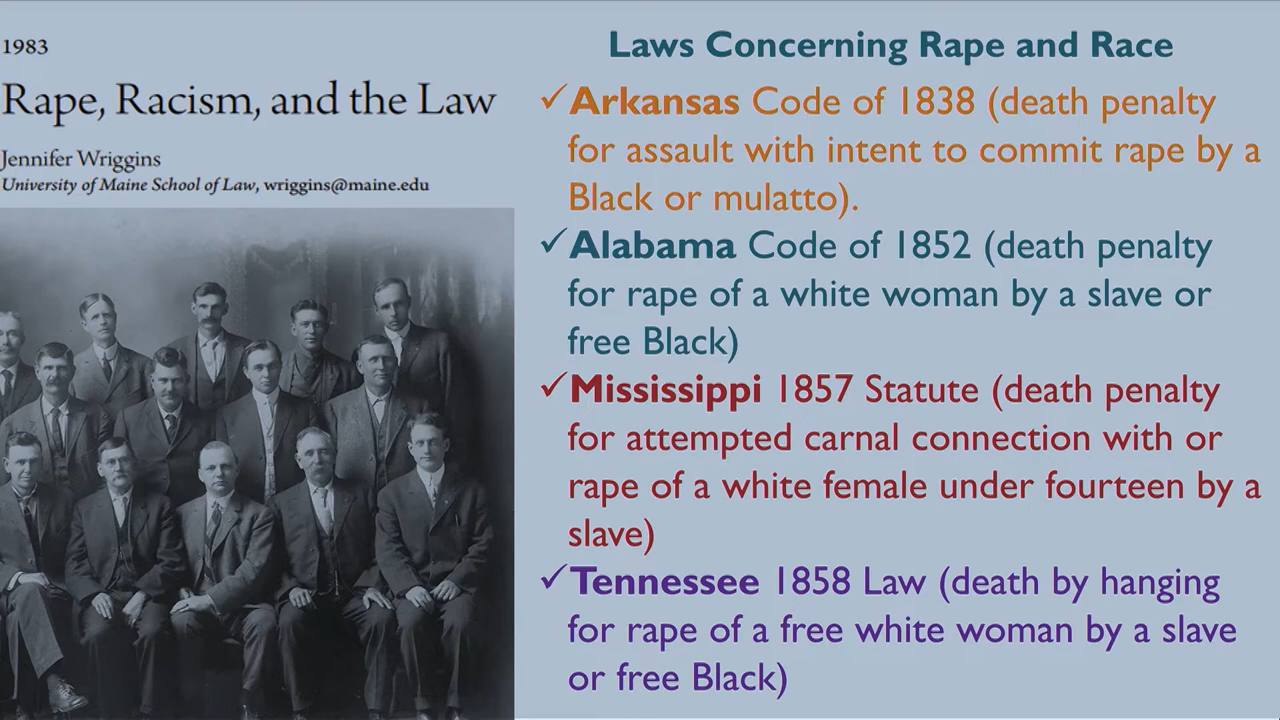 1983
Rape, Racism, and the Law
Jennifer Wriggins
University of Maine School of Law, wriggins@maine.edu
Laws Concerning Rape and Race
✓Arkansas Code of 1838 (death penalty
for assault with intent to commit rape by a
Black or mulatto).
✓Alabama Code of 1852 (death penalty
for rape of a white woman by a slave or
free Black)
✓Mississippi 1857 Statute (death penalty
for attempted carnal connection with or
rape of a white female under fourteen by a
slave)
✓Tennessee 1858 Law (death by hanging
for rape of a free white woman by a slave
or free Black)